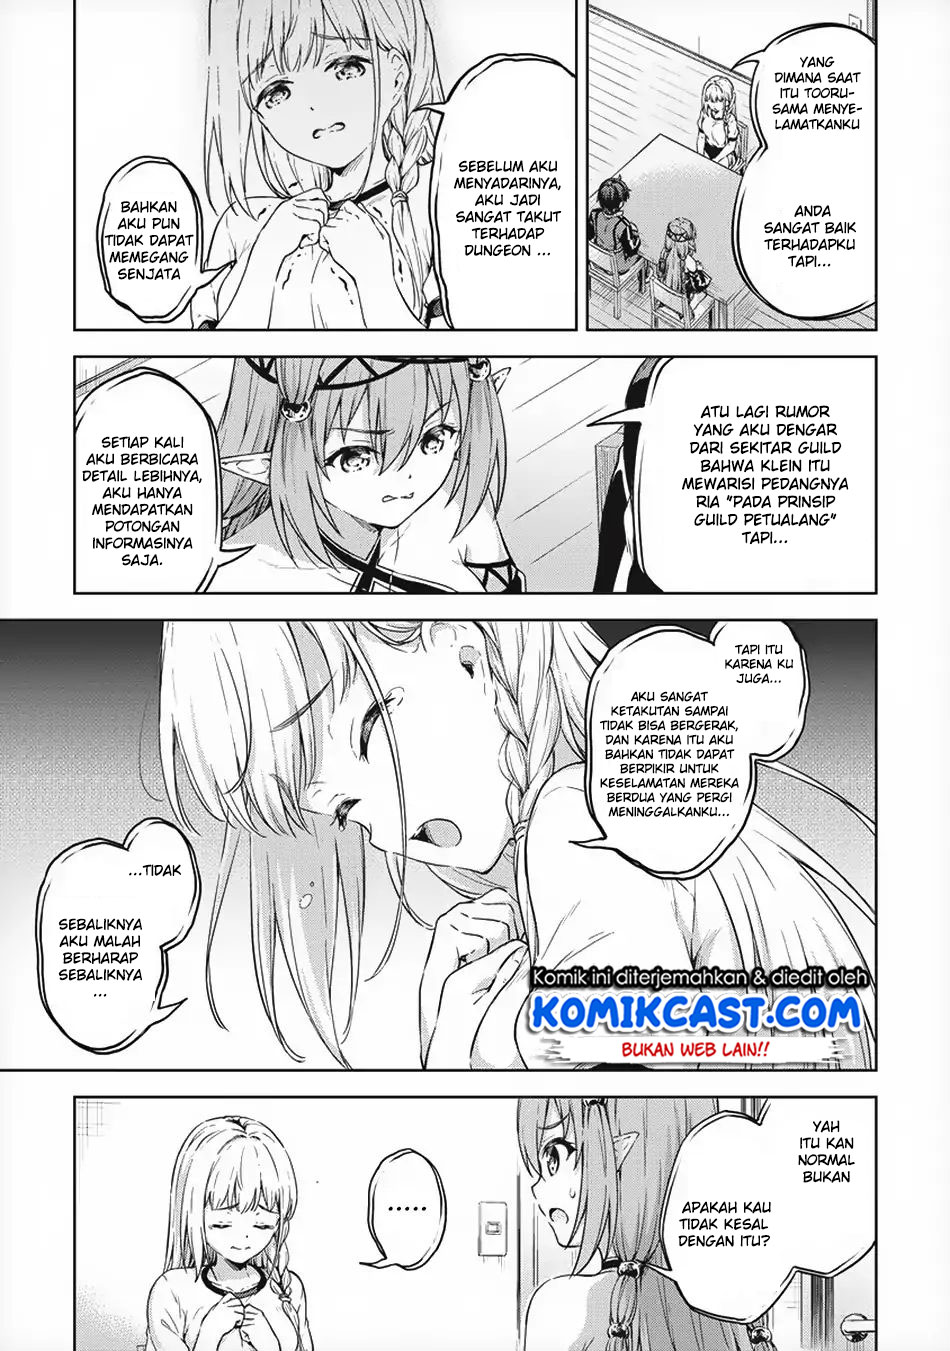 YANG
DIMANA SAAT
ITU TOORU-
SAMA MENYE-
LAMATKANKU
ANDA
SANGAT BAIK
TERHADAPKU
TAPI...
SEBELUM AKU
MENYADARINYA,
AKU JADI
SANGAT TAKUT
TERHADAP
DUNGEON ...
BAHKAN
AKU PUN
TIDAK DAPAT
MEMEGANG
SENJATA
ATU LAGI RUMOR
YANG AKU DENGAR
DARI SEKITAR GUILD
BAHWA KLEIN ITU
MEWARISI PEDANGNYA
RIA "PADA PRINSIP
GUILD PETUALANG"
TAPI...
SETIAP KALI
AKU BERBICARA
DETAIL LEBIHNYA,
AKU HANYA
MENDAPATKAN
POTONGAN
INFORMASINYA
SAJA.
TAPI ITU
KARENA KU
JUGA...
AKU SANGAT
KETAKUTAN SAMPAI
TIDAK BISA BERGERAK,
DAN KARENA ITU AKU
BAHKAN TIDAK DAPAT
BERPIKIR UNTUK
KESELAMATAN MEREKA
BERDUA YANG PERGI
MENINGGALKANKU...
...TIDAK
SEBALIKNYA
AKU MALAH
BERHARAP
SEBALIKNYA
...
Komik ini diterjemahkan & diedit oleh
KOMIKCAST.COM
BUKAN WEB LAIN!!
YAH
ITU KAN
NORMAL
BUKAN
APAKAH KAU
TIDAK KESAL
DENGAN ITU?
.....